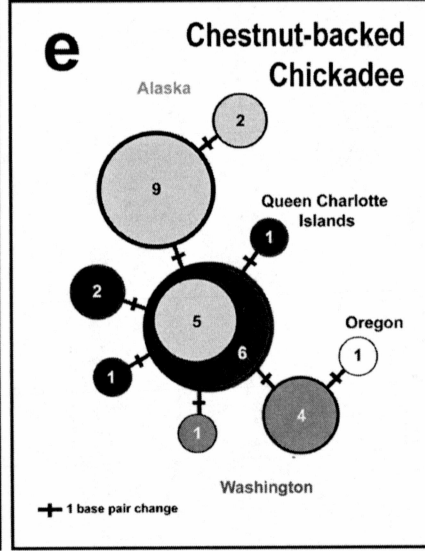 e
Chestnut-backed
Chickadee
Alaska
2
9
Queen Charlotte
Islands
1
2
5
Oregon
6
1
1
4
1
Washington
1 base pair change